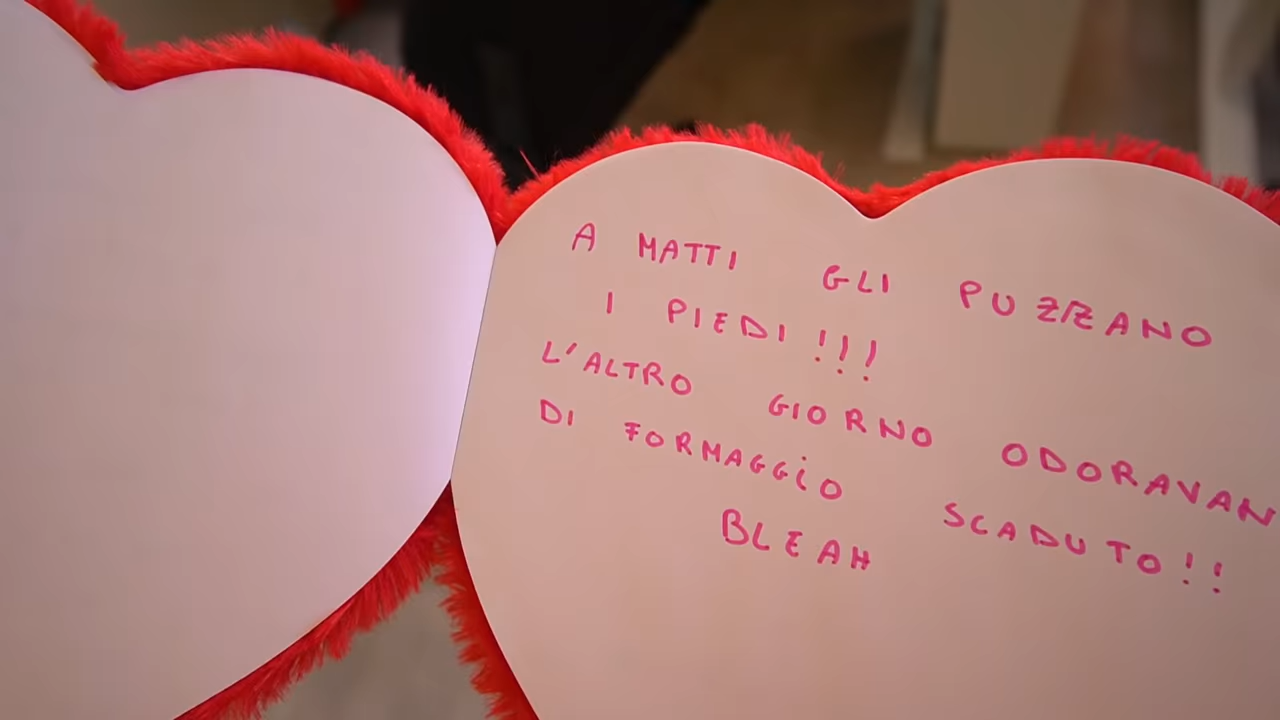 A MATTI GLI PUZZANO
I PIEDI!!!
L'ALTRO GIORNO ODORAVAN
DI FORMAGGIO SCADUTO!!
BLEAH